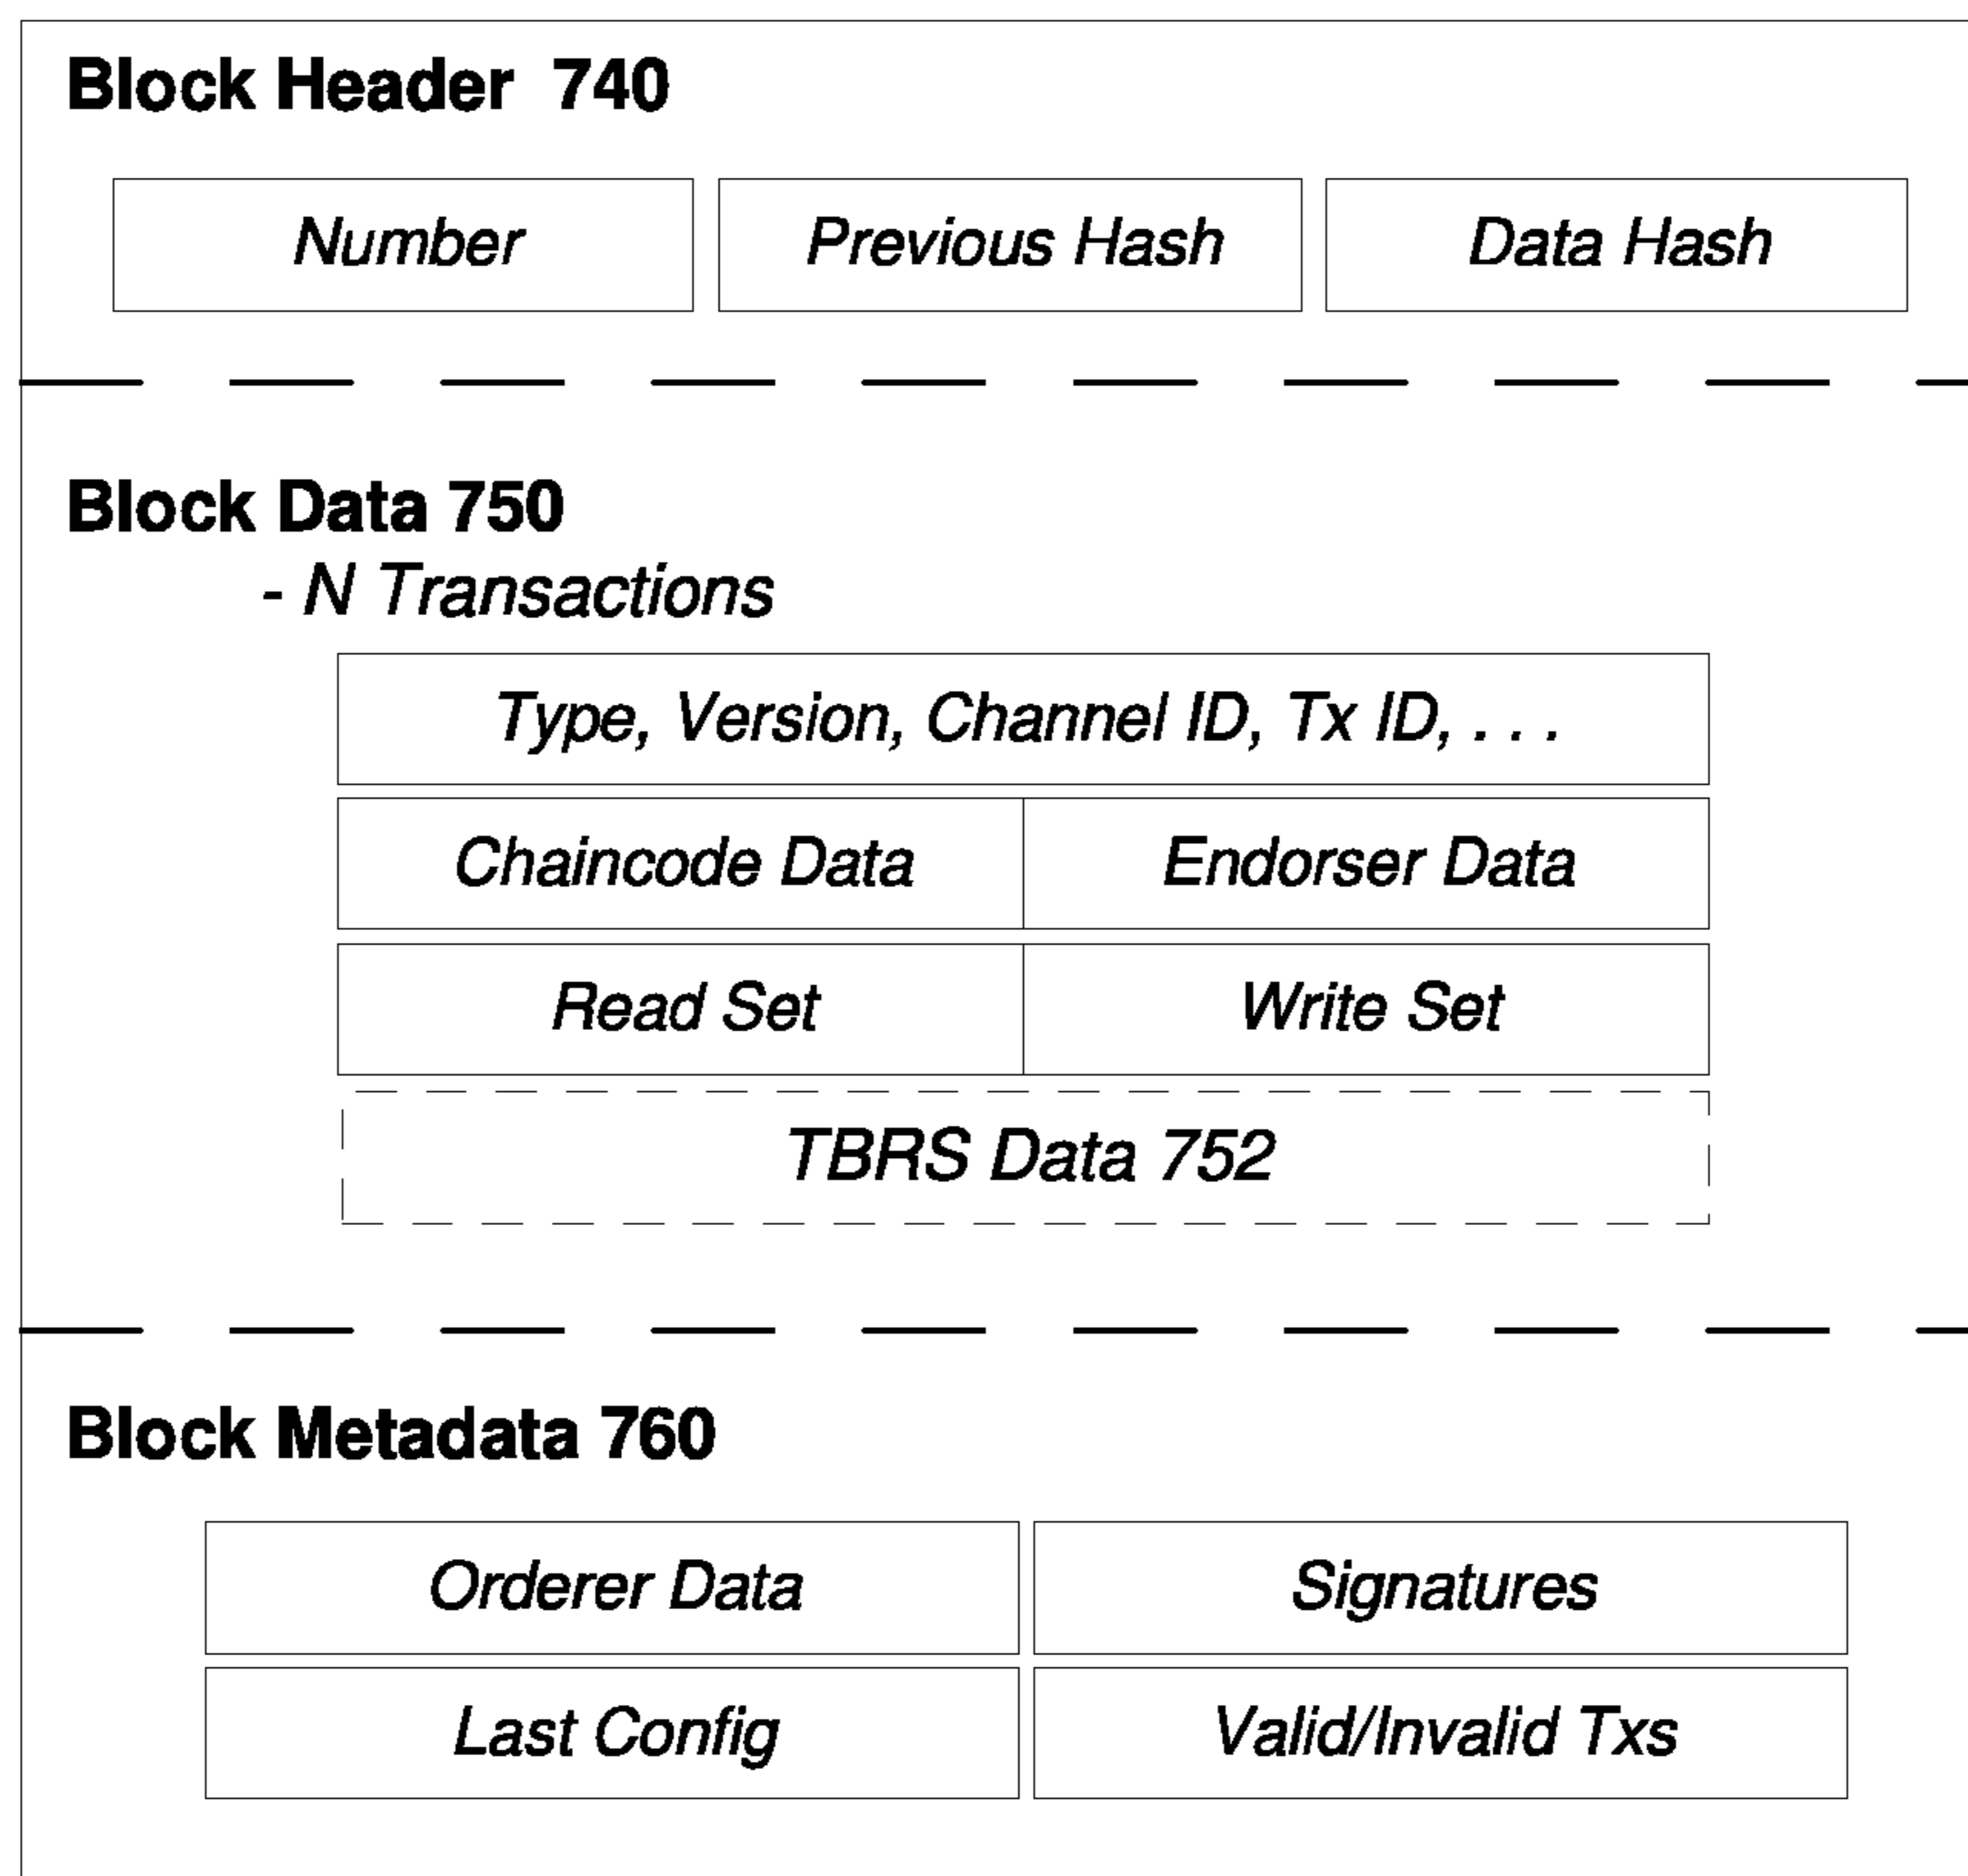 Block Header 740
Number Previous Hash Data Hash
Block Data 750
- N Transactions
Type, Version, Channel ID, Tx ID, . . .
Chaincode Data Endorser Data
Read Set Write Set
TBRS Data 752
Block Metadata 760
Orderer Data Signatures
Last Config Valid/Invalid Txs